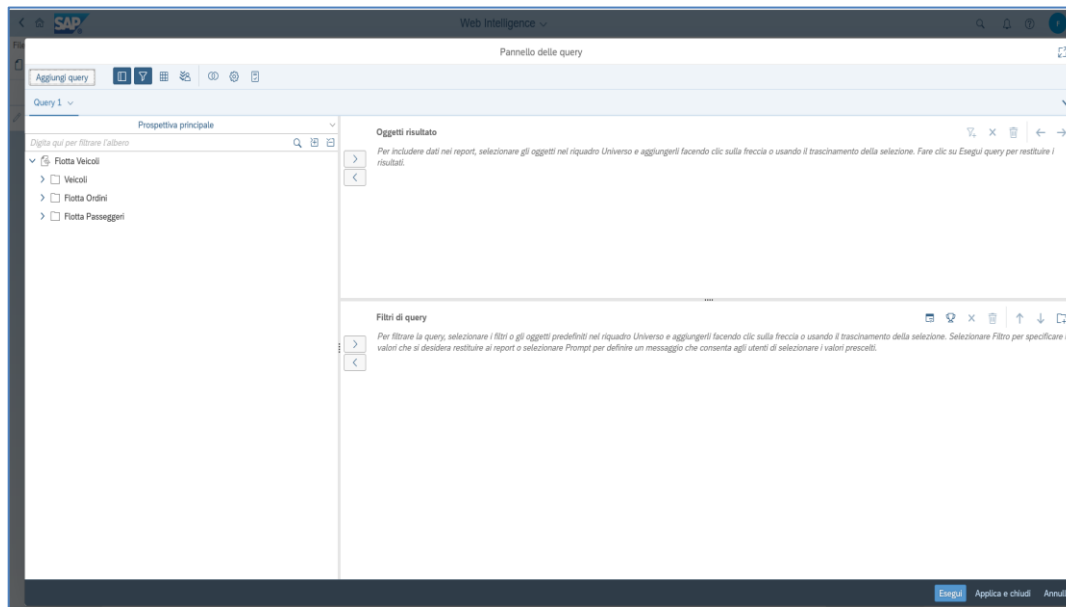 SAP
Web Intelligence
Pannello delle query
Aggiungi query
Query 1
Prospettiva principale
Digita qui per filtrare l'albero
Flotta Veicoli
Veicoli
Flotta Ordini
Flotta Passeggeri
Oggetti risultato
Per includere dati nei report, selezionare gli oggetti nel riquadro Universo e aggiungerli facendo clic sulla freccia o usando il trascinamento della selezione. Fare clic su Esegui query per restituire i
risultati.
Filtri di query
Per filtrare la query, selezionare i filtri o gli oggetti predefiniti nel riquadro Universo e aggiungerli facendo clic sulla freccia o usando il trascinamento della selezione. Selezionare Filtro per specificare i
valori che si desidera restituire ai report o selezionare Prompt per definire un messaggio che consenta agli utenti di selezionare i valori prescelti.
Esegui
Applica e chiudi
Annull